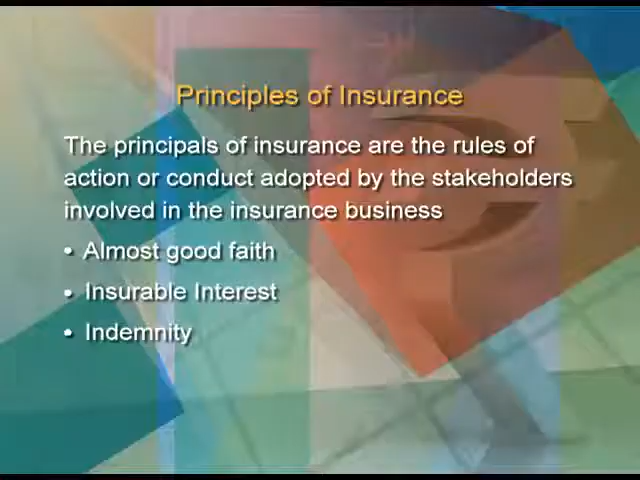 Principles of Insurance
The principals of insurance are the rules of
action or conduct adopted by the stakeholders
involved in the insurance business
• Almost good faith
• Insurable Interest
• Indemnity